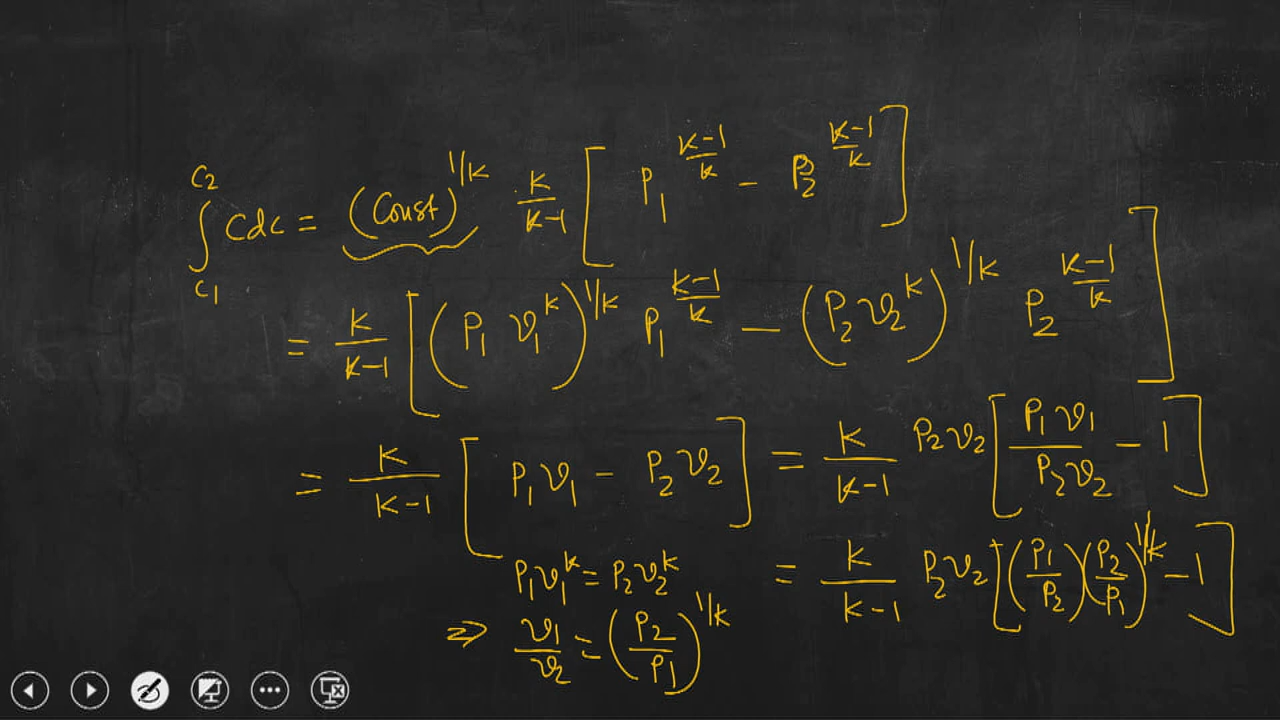 ∫_{C1}^{C2} Cdc = (Const)^{1/K} · K/(K-1) [ P₁^{(K-1)/K} - P₂^{(K-1)/K} ]
= K/(K-1) [ (P₁ v₁^K)^{1/K} P₁^{(K-1)/K} - (P₂ v₂^K)^{1/K} P₂^{(K-1)/K} ]
= K/(K-1) [ P₁v₁ - P₂v₂ ] = K/(K-1) P₂v₂ [ P₁v₁/P₂v₂ - 1 ]
P₁v₁^K = P₂v₂^K
⇒ v₁/v₂ = (P₂/P₁)^{1/K}
= K/(K-1) P₂v₂ [ (P₁/P₂)(P₂/P₁)^{1/K} - 1 ]